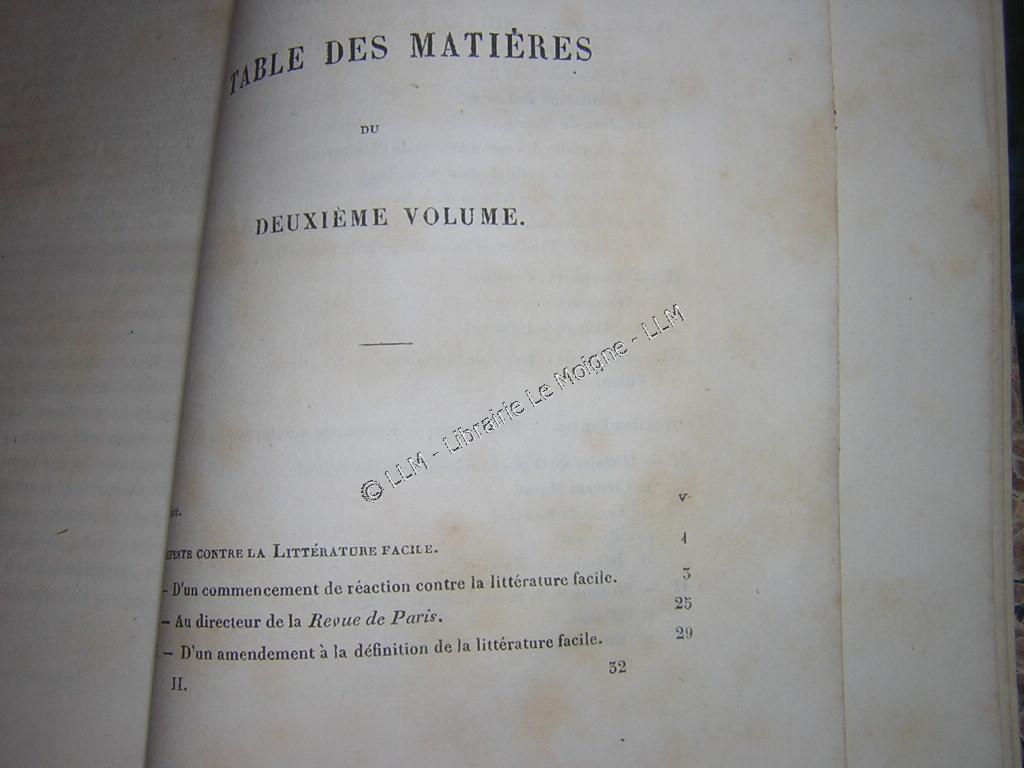 TABLE DES MATIÈRES
DU
DEUXIÈME VOLUME.
© LLM - Librairie Le Moigne - LLM
V
CONTRE LA LITTÉRATURE FACILE. 1
— D'un commencement de réaction contre la littérature facile. 3
— Au directeur de la Revue de Paris. 25
— D'un amendement à la définition de la littérature facile. 29
II. 32